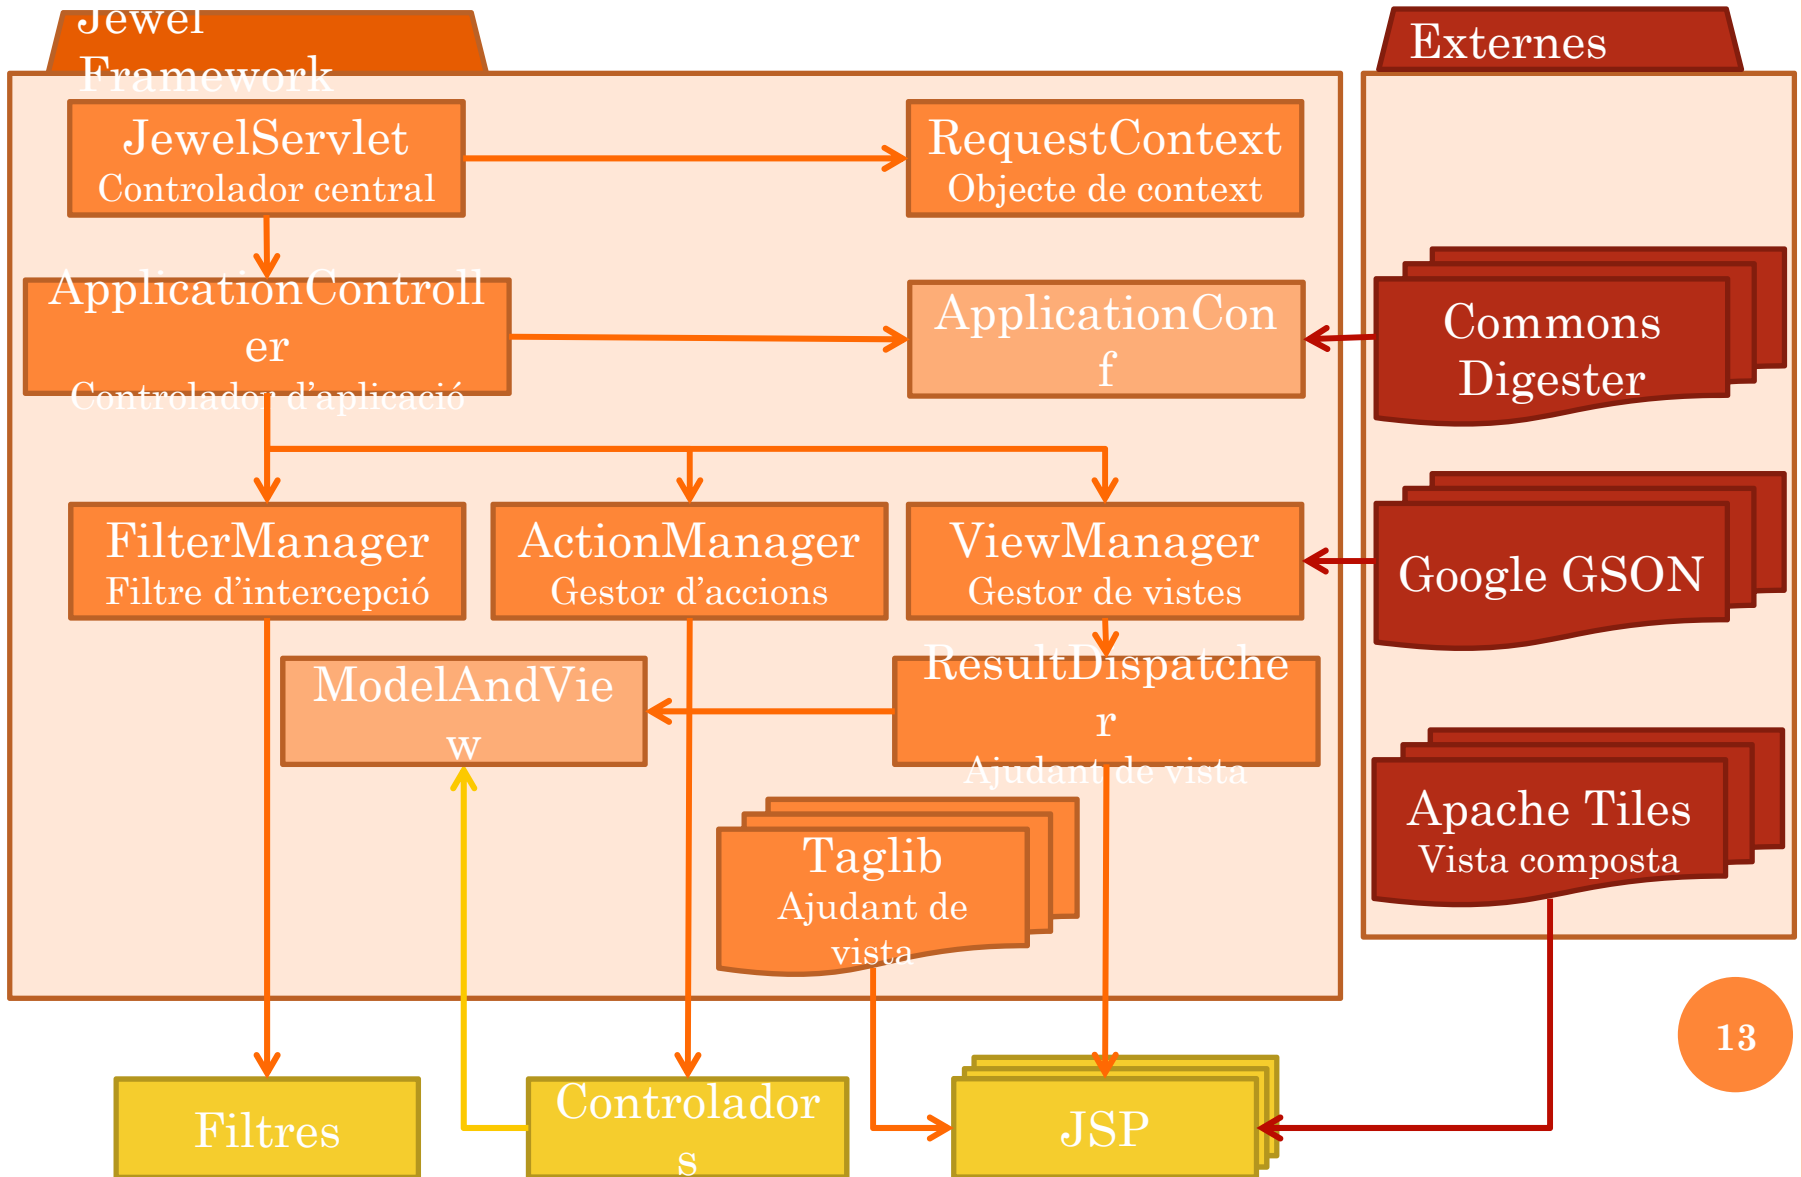 Jewel
Framework
Externes
JewelServlet
Controlador central
RequestContext
Objecte de context
ApplicationControll
er
Controlador d'aplicació
ApplicationCon
f
Commons
Digester
FilterManager
Filtre d'intercepció
ActionManager
Gestor d'accions
ViewManager
Gestor de vistes
Google GSON
ModelAndVie
w
ResultDispatche
r
Ajudant de vista
Taglib
Ajudant de
vista
Apache Tiles
Vista composta
13
Filtres
Controlador
s
JSP